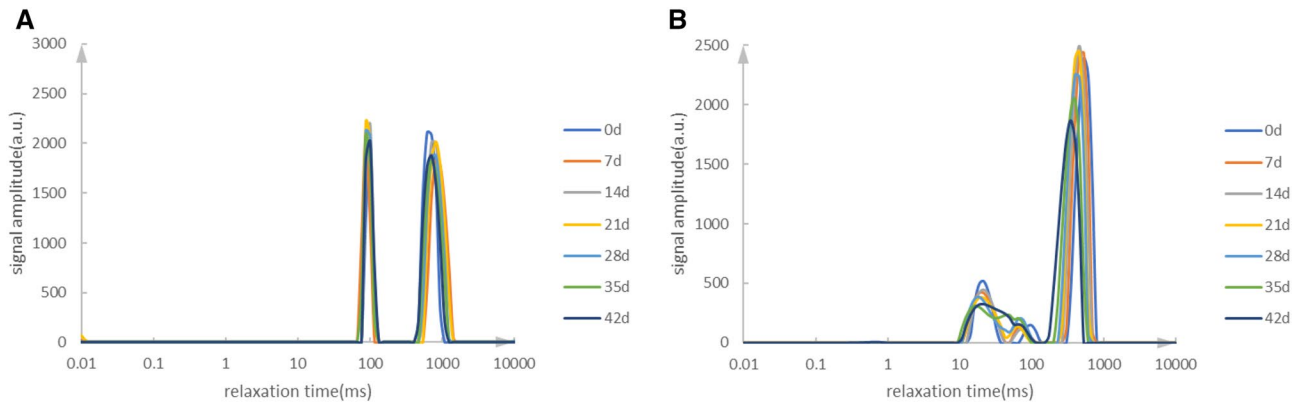 A
3000
2500
2000
1500
1000
500
0
signal amplitude(a.u.)
0.01
0.1
1
10
100
1000
10000
relaxation time(ms)
0d
7d
14d
21d
28d
35d
42d
B
2500
2000
1500
1000
500
0
signal amplitude(a.u.)
0.01
0.1
1
10
100
1000
10000
relaxation time(ms)
0d
7d
14d
21d
28d
35d
42d